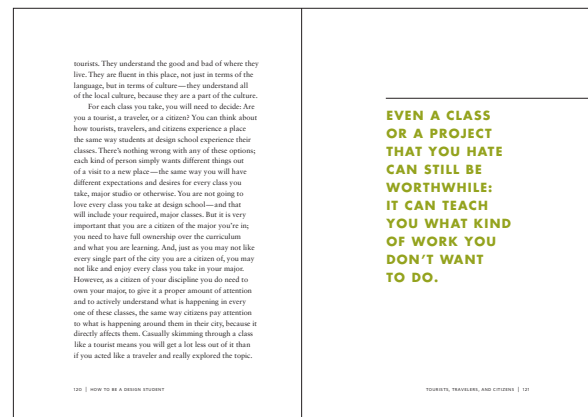 tourists. They understand the good and bad of where they
live. They are fluent in this place, not just in terms of the
language, but in terms of culture—they understand all
of the local culture, because they are a part of the culture.
For each class you take, you will need to decide: Are
you a tourist, a traveler, or a citizen? You can think about
how tourists, travelers, and citizens experience a place
the same way students at design school experience their
classes. There's nothing wrong with any of these options;
each kind of person simply wants different things out
of a visit to a new place—the same way you will have
different expectations and desires for every class you
take, major studio or otherwise. You are not going to
love every class you take at design school—and that
will include your required, major classes. But it is very
important that you are a citizen of the major you're in;
you need to have full ownership over the curriculum
and what you are learning. And, just as you may not like
every single part of the city you are a citizen of, you may
not like and enjoy every class you take in your major.
However, as a citizen of your discipline you do need to
own your major, to give it a proper amount of attention
and to actively understand what is happening in every
one of these classes, the same way citizens pay attention
to what is happening around them in their city, because it
directly affects them. Casually skimming through a class
like a tourist means you will get a lot less out of it than
if you acted like a traveler and really explored the topic.
120 | HOW TO BE A DESIGN STUDENT
EVEN A CLASS
OR A PROJECT
THAT YOU HATE
CAN STILL BE
WORTHWHILE:
IT CAN TEACH
YOU WHAT KIND
OF WORK YOU
DON'T WANT
TO DO.
TOURISTS, TRAVELERS, AND CITIZENS | 121